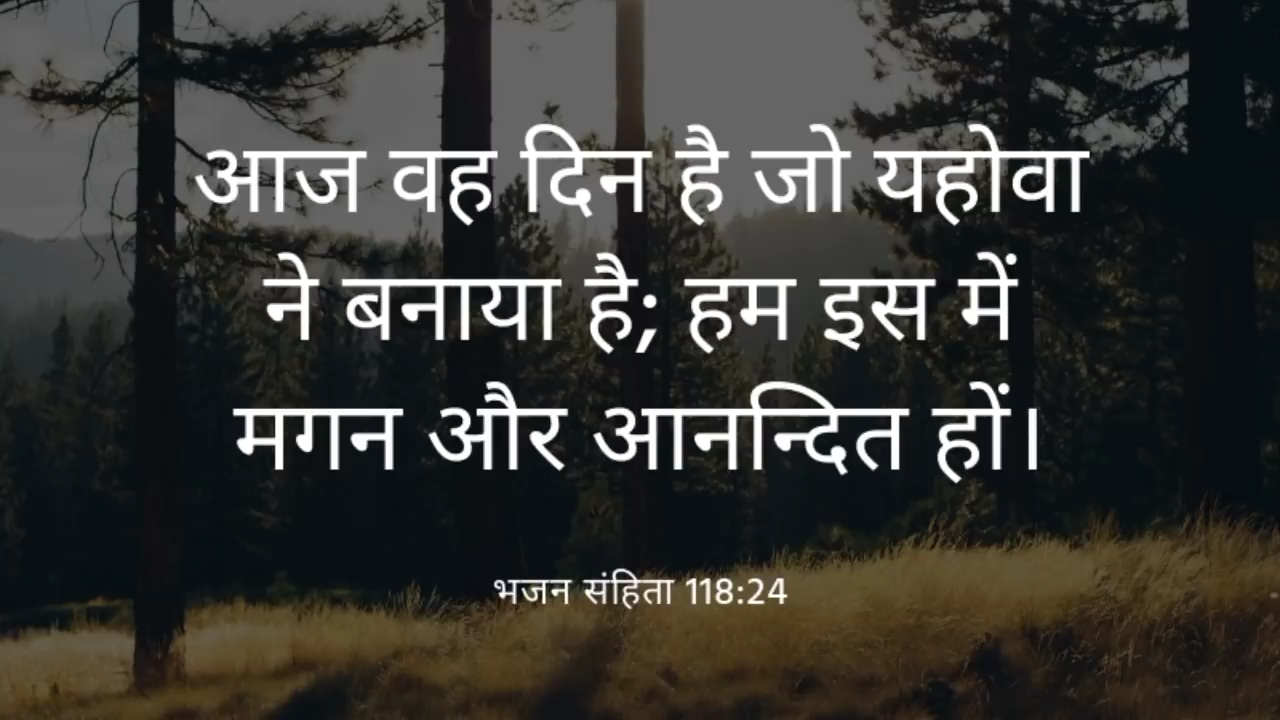 आज वह दिन है जो यहोवा
ने बनाया है; हम इस में
मगन और आनन्दित हों।
भजन संहिता 118:24